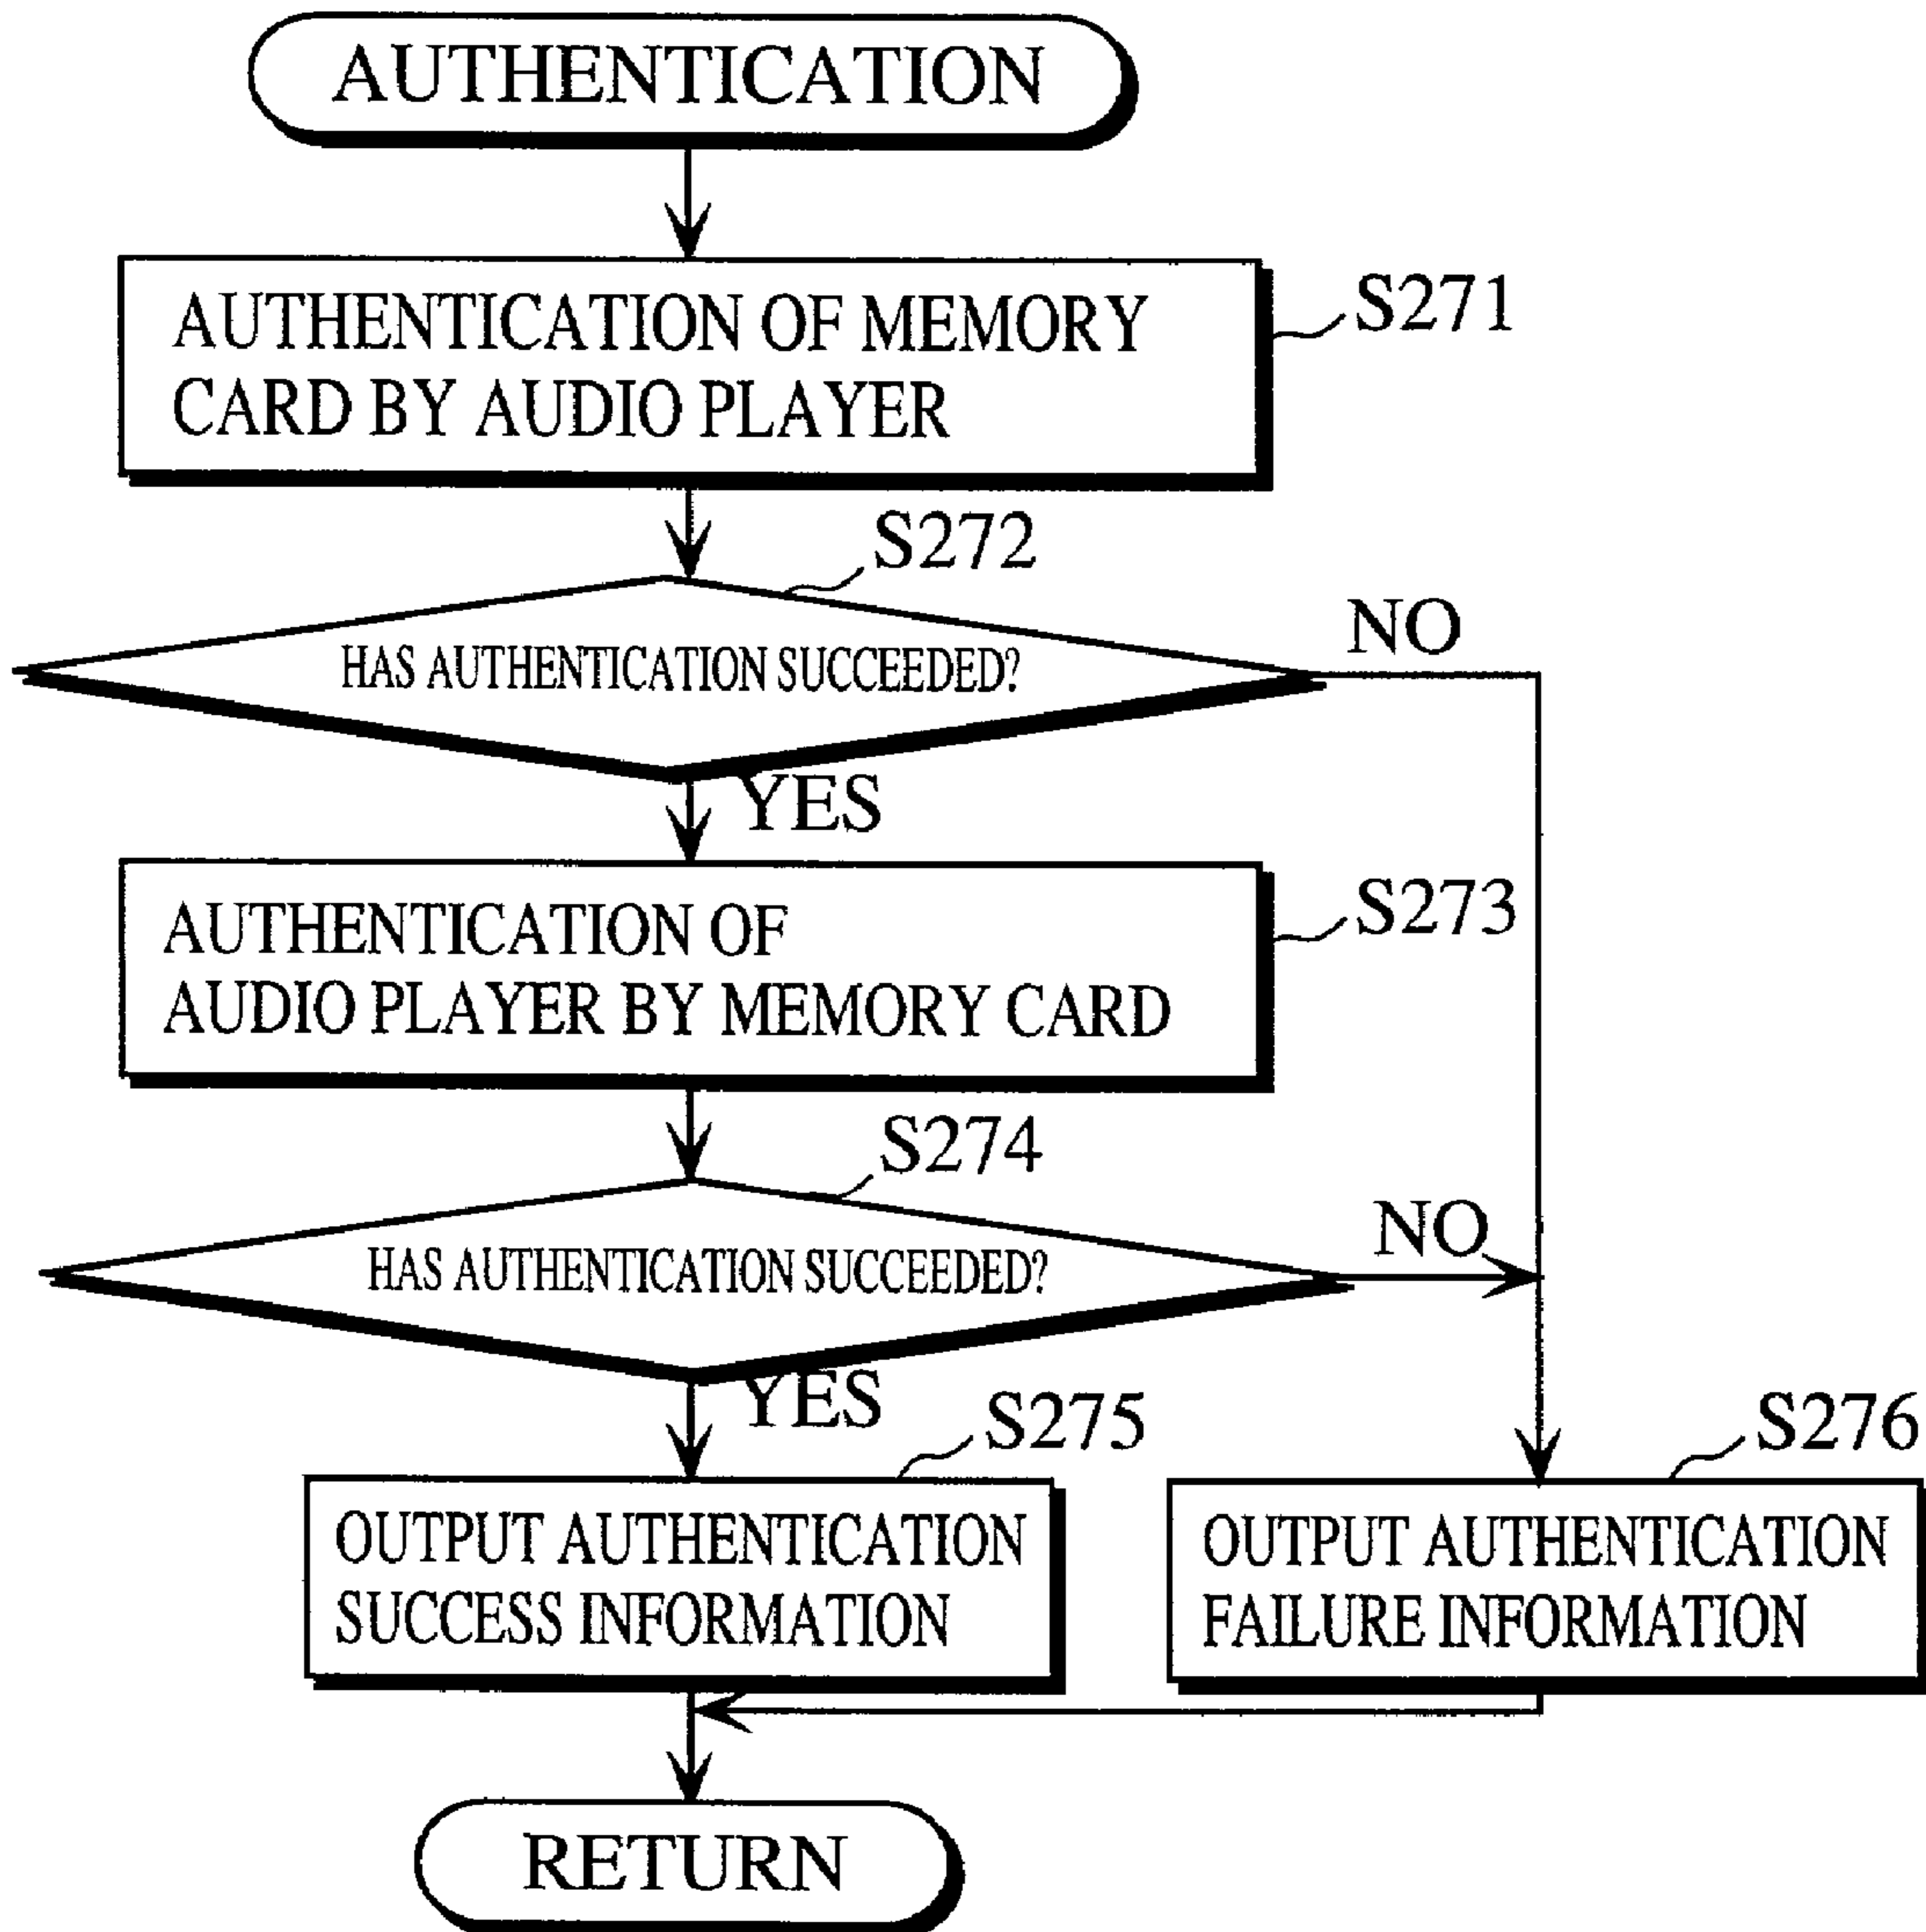 AUTHENTICATION
AUTHENTICATION OF MEMORY
CARD BY AUDIO PLAYER
S271
S272
HAS AUTHENTICATION SUCCEEDED?
NO
YES
AUTHENTICATION OF
AUDIO PLAYER BY MEMORY CARD
S273
S274
HAS AUTHENTICATION SUCCEEDED?
NO
YES
S275
OUTPUT AUTHENTICATION
SUCCESS INFORMATION
S276
OUTPUT AUTHENTICATION
FAILURE INFORMATION
RETURN